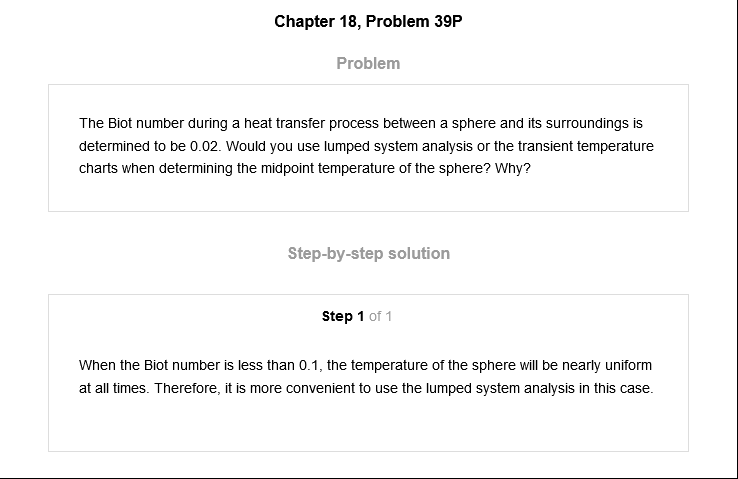 Chapter 18, Problem 39P
Problem
The Biot number during a heat transfer process between a sphere and its surroundings is
determined to be 0.02. Would you use lumped system analysis or the transient temperature
charts when determining the midpoint temperature of the sphere? Why?
Step-by-step solution
Step 1 of 1
When the Biot number is less than 0.1, the temperature of the sphere will be nearly uniform
at all times. Therefore, it is more convenient to use the lumped system analysis in this case.